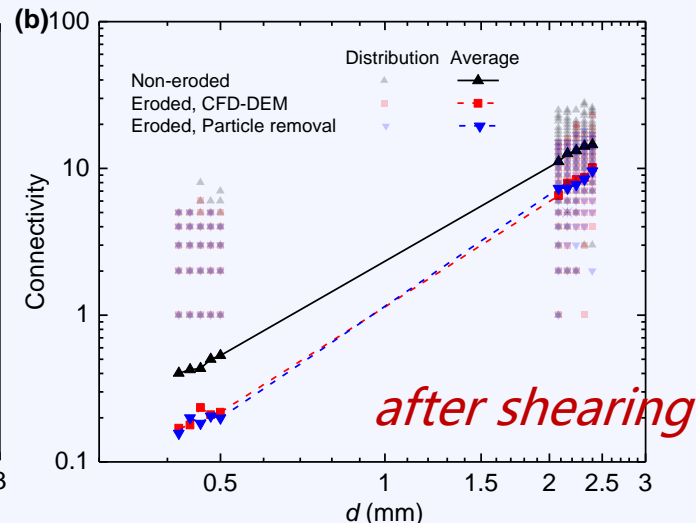 (b)
100
Distribution Average
Non-eroded
Eroded, CFD-DEM
Eroded, Particle removal
10
Connectivity
1
after shearing
0.1
3
0.5 1 1.5 2 2.5 3
d (mm)